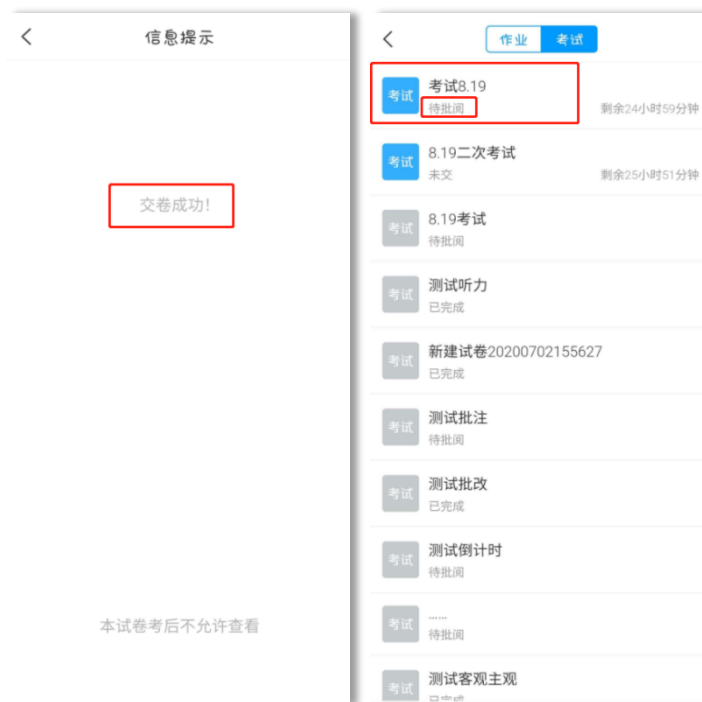 信息提示
交卷成功!
本试卷考后不允许查看
作业 考试
考试 考试8.19
待批阅 剩余24小时59分钟
考试 8.19二次考试
未交 剩余25小时51分钟
考试 8.19考试
待批阅
考试 测试听力
已完成
考试 新建试卷20200702155627
已完成
考试 测试批注
待批阅
考试 测试批改
已完成
考试 测试倒计时
待批阅
考试 ......
待批阅
考试 测试客观主观
已完成